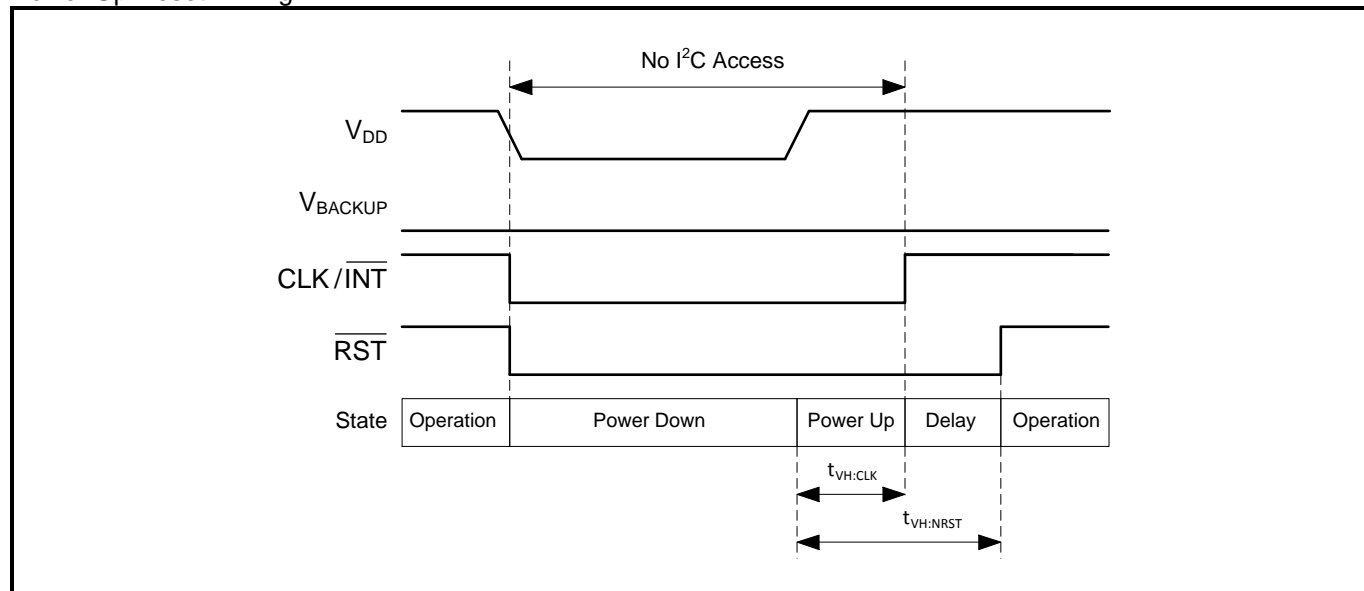 No I²C Access
V_DD
V_BACKUP
CLK/INT
RST
State Operation Power Down Power Up Delay Operation
t_VH:CLK
t_VH:NRST